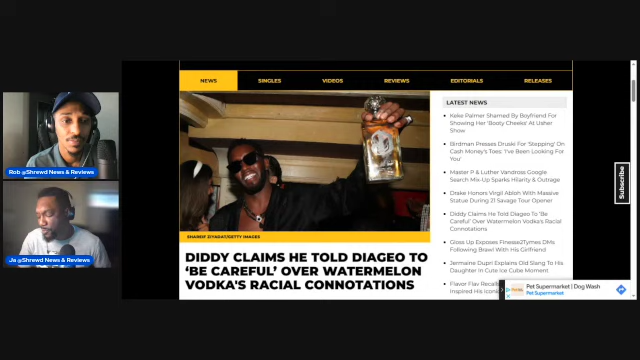 NEWS
SINGLES
VIDEOS
REVIEWS
EDITORIALS
RELEASES
Rob @Shrewd News & Reviews
Ja @Shrewd News & Reviews
SHAREIF ZIYADAT/GETTY IMAGES
DIDDY CLAIMS HE TOLD DIAGEO TO
'BE CAREFUL' OVER WATERMELON
VODKA'S RACIAL CONNOTATIONS
LATEST NEWS
Keke Palmer Shamed By Boyfriend For
Showing Her 'Booty Cheeks' At Usher
Show
Birdman Presses Druski For 'Stepping' On
Cash Money's Toes: 'I've Been Looking For
You'
Master P & Luther Vandross Google
Search Mix-Up Sparks Hilarity & Outrage
Drake Honors Virgil Abloh With Massive
Statue During 21 Savage Tour Opener
Diddy Claims He Told Diageo To 'Be
Careful' Over Watermelon Vodka's Racial
Connotations
Gloss Up Exposes Finesse2Tymes DMs
Following Brawl With His Girlfriend
Jermaine Dupri Explains Old Slang To His
Daughter In Cute Ice Cube Moment
Flavor Flav
Inspired His Iconic
Subscribe
Pet Supermarket | Dog Wash
Pet Supermarket